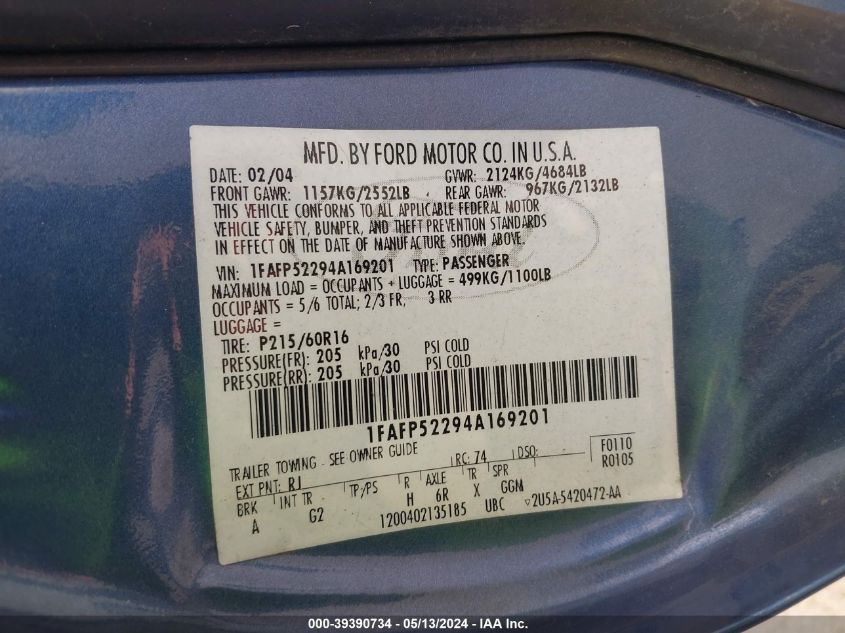 MFD. BY FORD MOTOR CO. IN U.S.A.
DATE: 02/04 GVWR: 2124KG/4684LB
FRONT GAWR: 1157KG/2552LB REAR GAWR: 967KG/2132LB
THIS VEHICLE CONFORMS TO ALL APPLICABLE FEDERAL MOTOR
VEHICLE SAFETY, BUMPER, AND THEFT PREVENTION STANDARDS
IN EFFECT ON THE DATE OF MANUFACTURE SHOWN ABOVE.
VIN: 1FAFP52294A169201 TYPE: PASSENGER
MAXIMUM LOAD = OCCUPANTS + LUGGAGE = 499KG/1100LB
OCCUPANTS = 5/6 TOTAL; 2/3 FR, 3 RR
LUGGAGE =
TIRE: P215/60R16
PRESSURE(FR): 205 kPa/30 PSI COLD
PRESSURE(RR): 205 kPa/30 PSI COLD
1FAFP52294A169201
TRAILER TOWING - SEE OWNER GUIDE
EXT PNT: RJ RC: 74 DSO: F0110
R0105
BRK INT TR TP/PS R AXLE TR SPR
A G2 H 6R X GGM
1200402135185 UBC 2U5A-5420472-AA
000-39390734 - 05/13/2024 - IAA Inc.